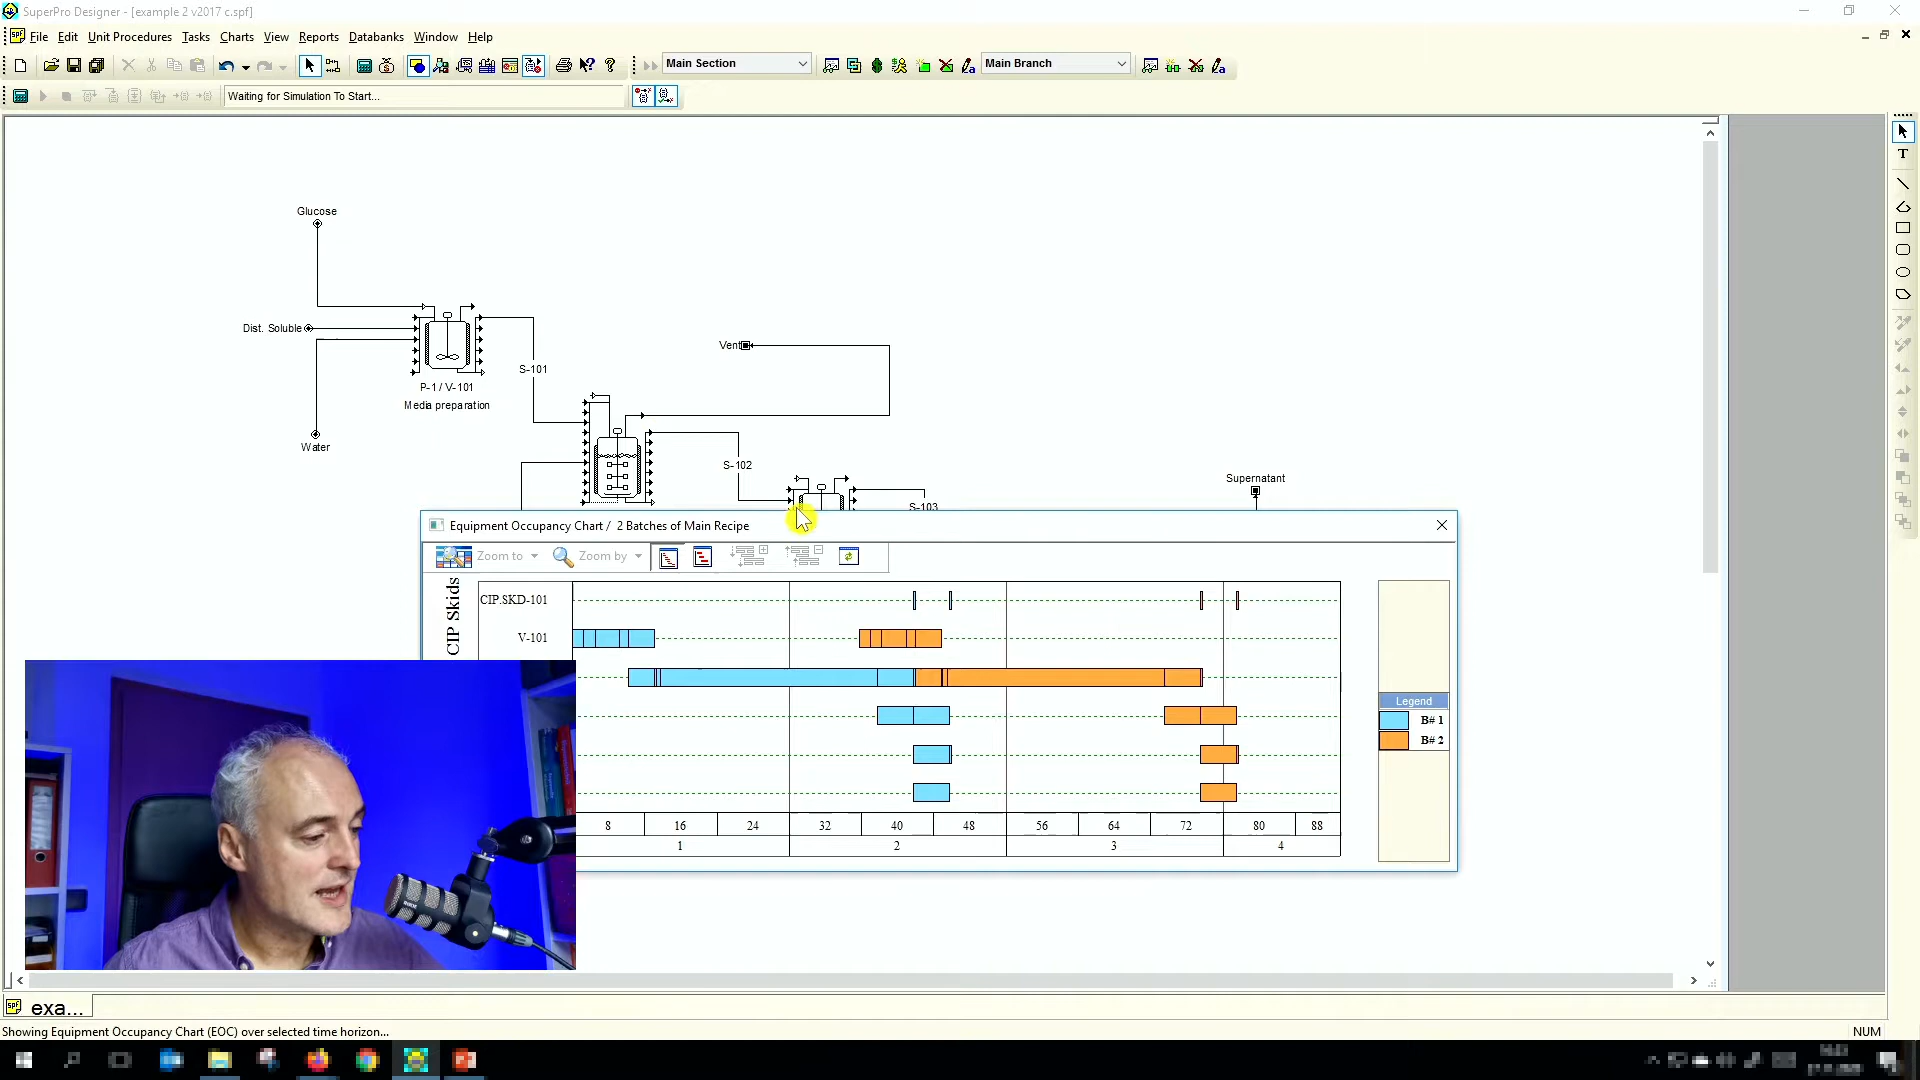 SuperPro Designer - [example 2 v2017 c.spf]
File Edit Unit Procedures Tasks Charts View Reports Databanks Window Help
Main Section
Main Branch
Waiting for Simulation To Start...
Glucose
Dist. Soluble
Vent
S-101
P-1 / V-101
Media preparation
Water
S-102
Supernatant
S-103
Equipment Occupancy Chart / 2 Batches of Main Recipe
Zoom to
Zoom by
CIP Skids
CIP.SKD-101
V-101
Legend
B# 1
B# 2
8 16 24 32 40 48 56 64 72 80 88
1 2 3 4
exa...
Showing Equipment Occupancy Chart (EOC) over selected time horizon...
NUM